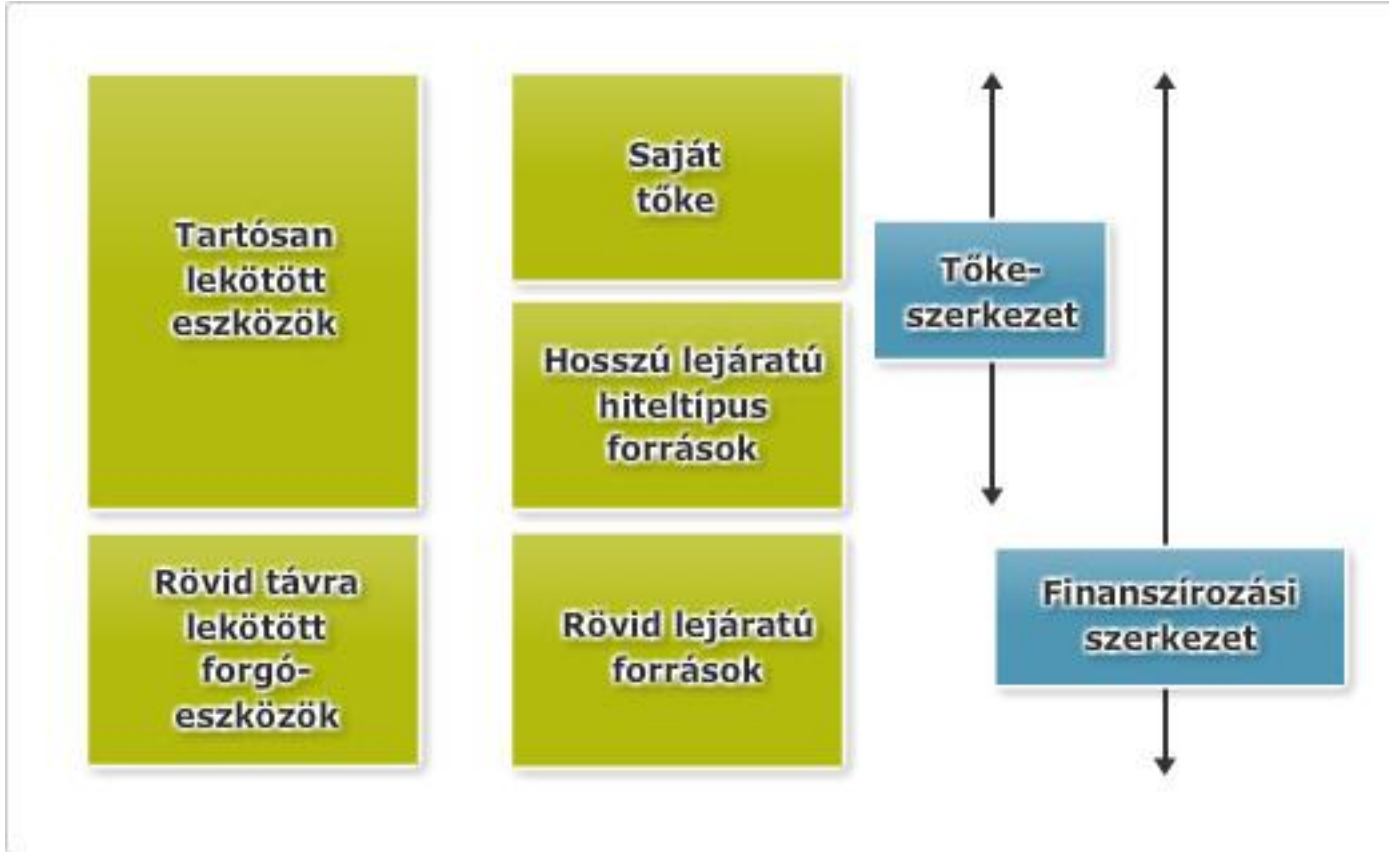 Tartósan
lekötött
eszközök
Rövid távra
lekötött
forgó-
eszközök
Saját
tőke
Hosszú lejáratú
hiteltípus
források
Rövid lejáratú
források
Tőke-
szerkezet
Finanszírozási
szerkezet